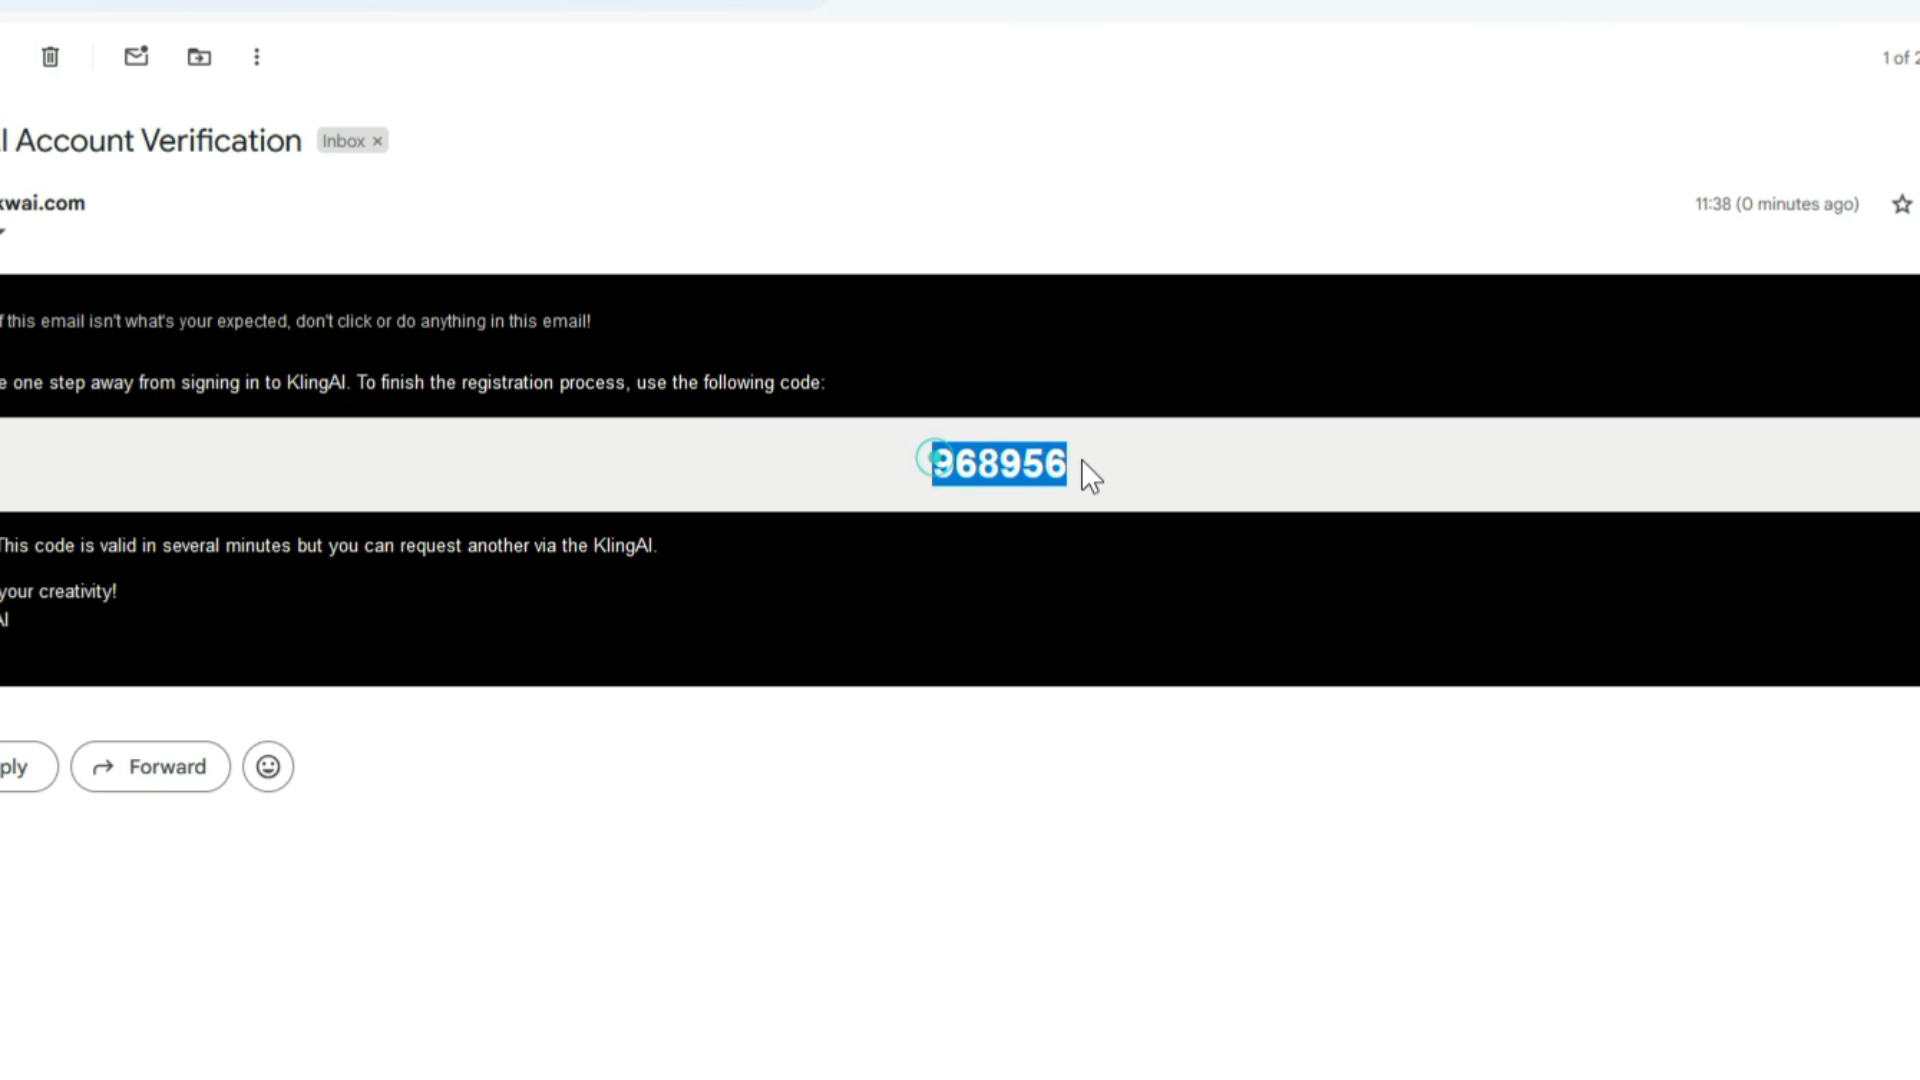 1 of 2
Account Verification
Inbox ×
kwai.com
11:38 (0 minutes ago)
f this email isn't what's your expected, don't click or do anything in this email!
e one step away from signing in to KlingAI. To finish the registration process, use the following code:
968956
This code is valid in several minutes but you can request another via the KlingAI.
your creativity!
AI
ply
Forward